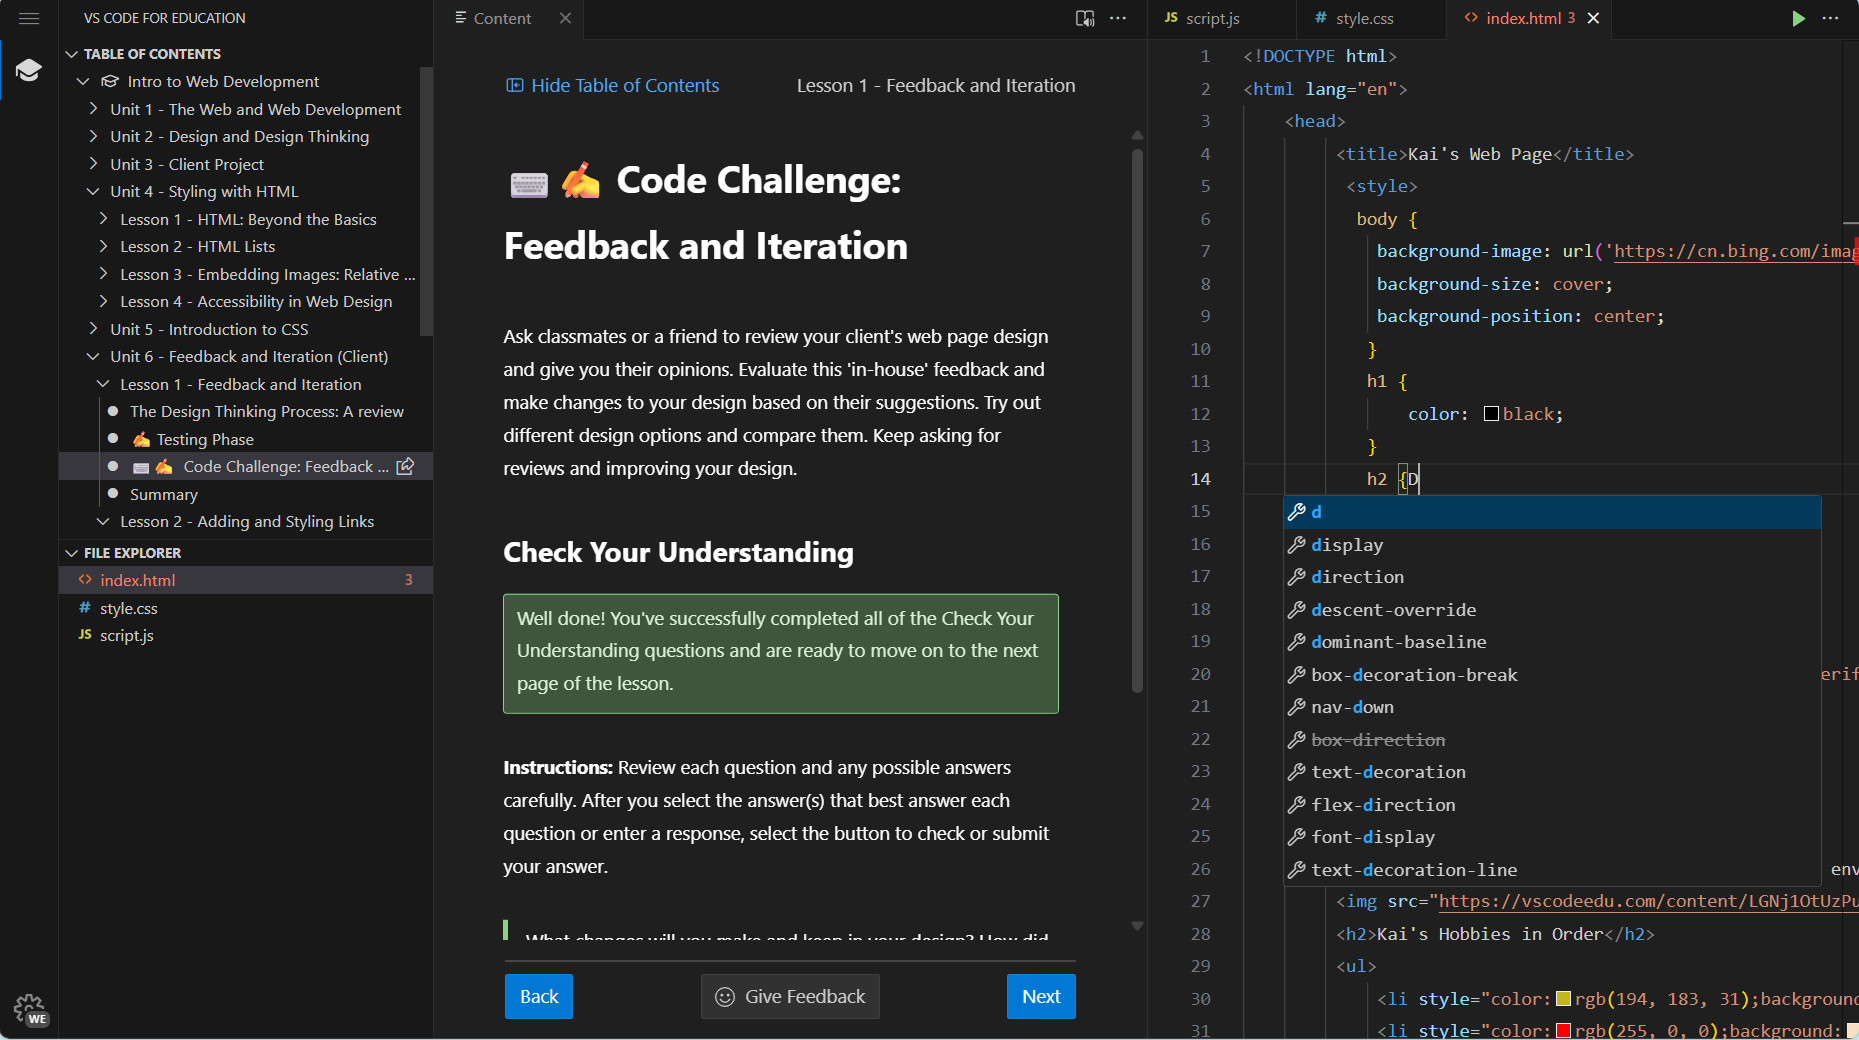 VS CODE FOR EDUCATION
TABLE OF CONTENTS
Intro to Web Development
Unit 1 - The Web and Web Development
Unit 2 - Design and Design Thinking
Unit 3 - Client Project
Unit 4 - Styling with HTML
Lesson 1 - HTML: Beyond the Basics
Lesson 2 - HTML Lists
Lesson 3 - Embedding Images: Relative ...
Lesson 4 - Accessibility in Web Design
Unit 5 - Introduction to CSS
Unit 6 - Feedback and Iteration (Client)
Lesson 1 - Feedback and Iteration
The Design Thinking Process: A review
✍ Testing Phase
⌨ ✍ Code Challenge: Feedback ...
Summary
Lesson 2 - Adding and Styling Links
FILE EXPLORER
<> index.html 3
# style.css
JS script.js
WE
Content
Hide Table of Contents Lesson 1 - Feedback and Iteration
⌨ ✍ Code Challenge:
Feedback and Iteration
Ask classmates or a friend to review your client's web page design
and give you their opinions. Evaluate this 'in-house' feedback and
make changes to your design based on their suggestions. Try out
different design options and compare them. Keep asking for
reviews and improving your design.
Check Your Understanding
Well done! You've successfully completed all of the Check Your
Understanding questions and are ready to move on to the next
page of the lesson.
Instructions: Review each question and any possible answers
carefully. After you select the answer(s) that best answer each
question or enter a response, select the button to check or submit
your answer.
What changes will you make and keep in your design? How did
Back Give Feedback Next
JS script.js # style.css <> index.html 3
1 <!DOCTYPE html>
2 <html lang="en">
3 <head>
4 <title>Kai's Web Page</title>
5 <style>
6 body {
7 background-image: url('https://cn.bing.com/imag
8 background-size: cover;
9 background-position: center;
10 }
11 h1 {
12 color: black;
13 }
14 h2 {D
15 d
16 display
17 direction
18 descent-override
19 dominant-baseline
20 box-decoration-break erif
21 nav-down
22 box-direction
23 text-decoration
24 flex-direction
25 font-display
26 text-decoration-line env
27 <img src="https://vscodeedu.com/content/LGNj1OtUzPu
28 <h2>Kai's Hobbies in Order</h2>
29 <ul>
30 <li style="color: rgb(194, 183, 31);background
31 <li style="color: rgb(255, 0, 0);background: